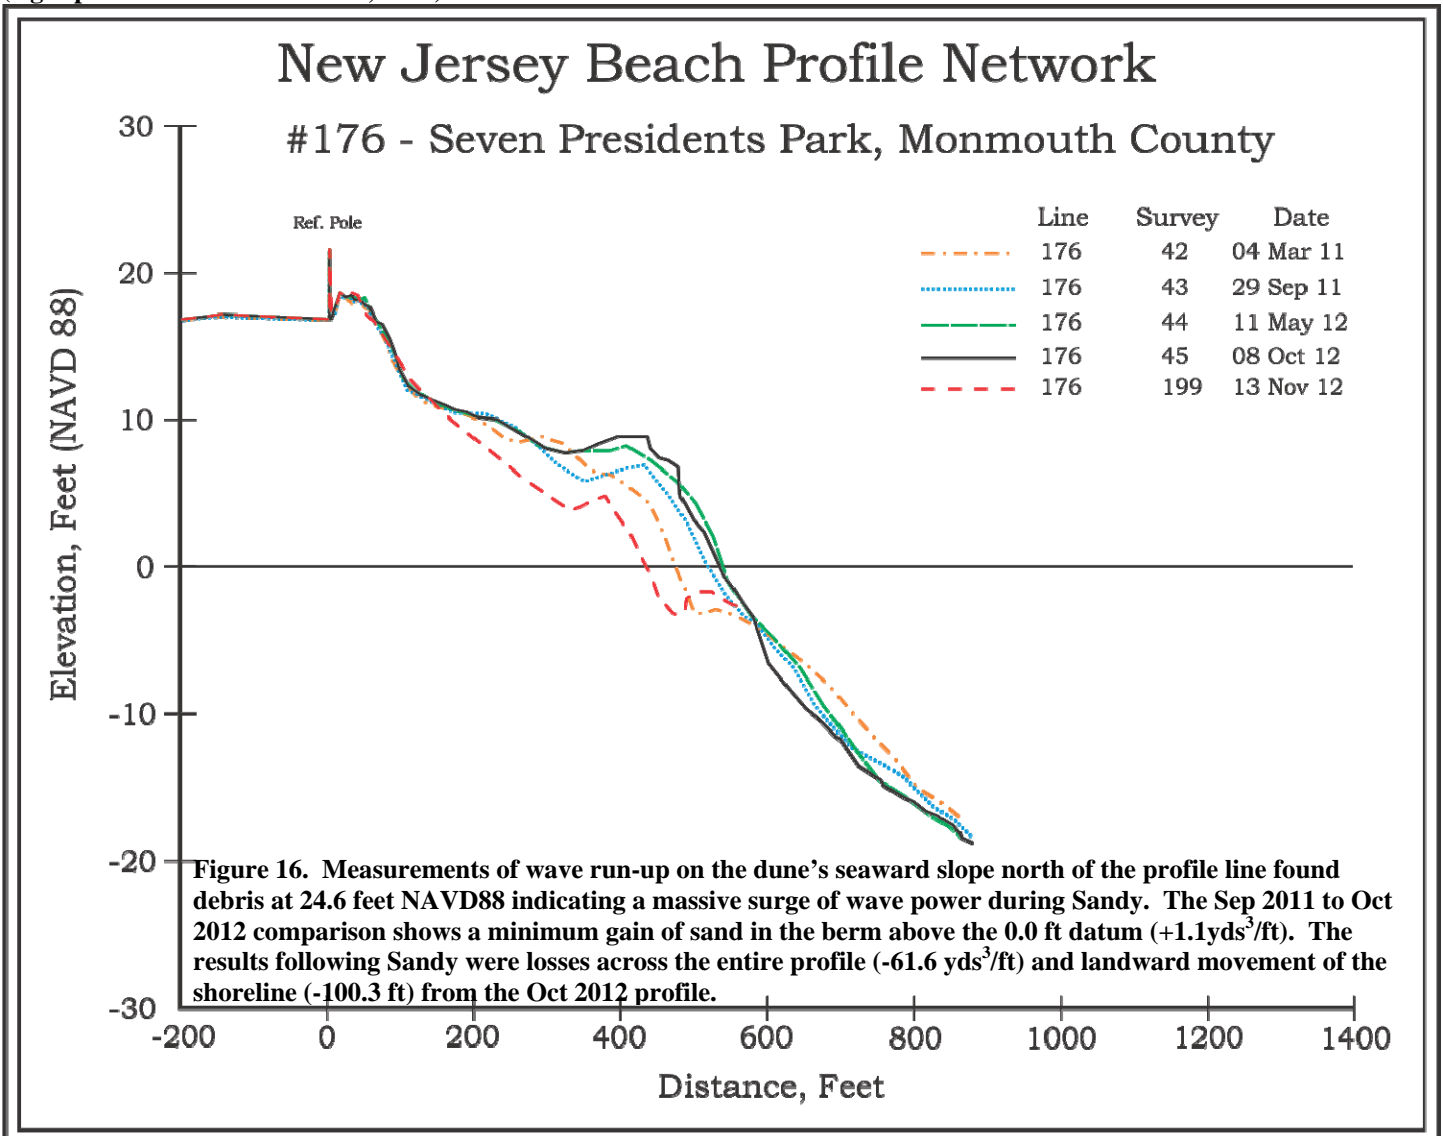 New Jersey Beach Profile Network
#176 - Seven Presidents Park, Monmouth County
Ref. Pole
Line Survey Date
176 42 04 Mar 11
176 43 29 Sep 11
176 44 11 May 12
176 45 08 Oct 12
176 199 13 Nov 12
Elevation, Feet (NAVD 88)
30
20
10
0
-10
-20
-30
Figure 16. Measurements of wave run-up on the dune's seaward slope north of the profile line found
debris at 24.6 feet NAVD88 indicating a massive surge of wave power during Sandy. The Sep 2011 to Oct
2012 comparison shows a minimum gain of sand in the berm above the 0.0 ft datum (+1.1yds³/ft). The
results following Sandy were losses across the entire profile (-61.6 yds³/ft) and landward movement of the
shoreline (-100.3 ft) from the Oct 2012 profile.
-200 0 200 400 600 800 1000 1200 1400
Distance, Feet